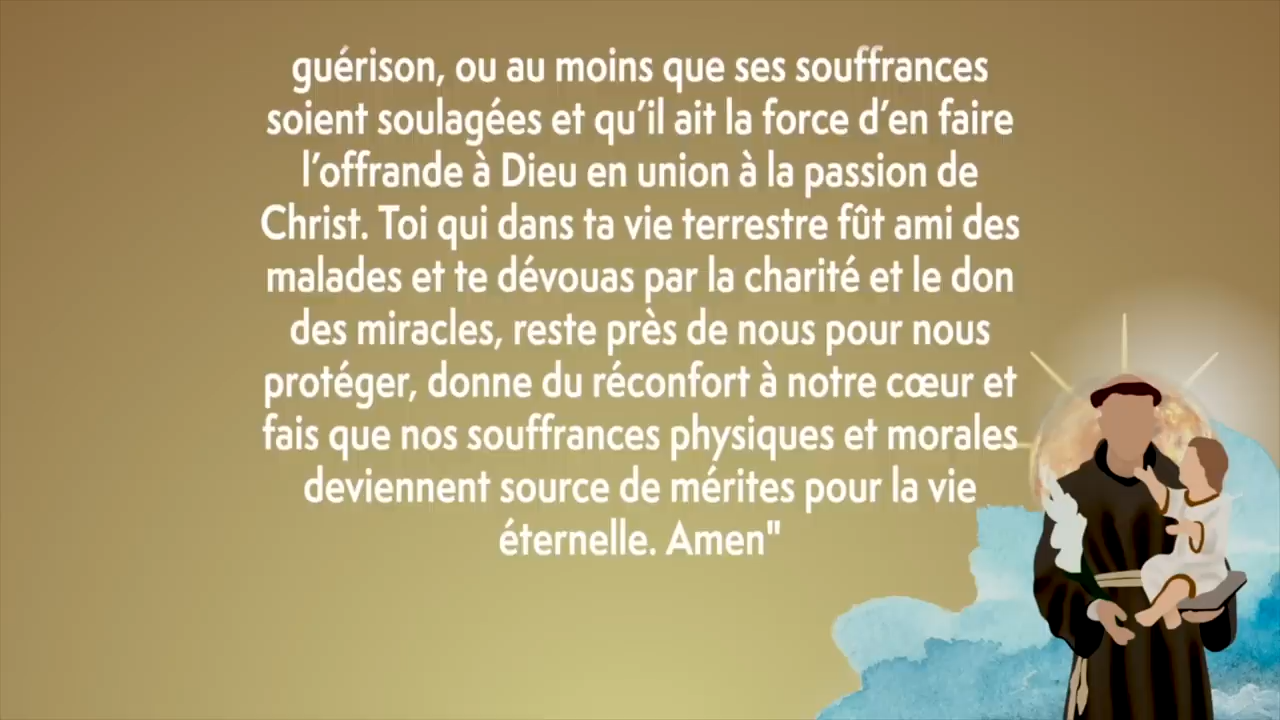 guérison, ou au moins que ses souffrances
soient soulagées et qu’il ait la force d’en faire
l’offrande à Dieu en union à la passion de
Christ. Toi qui dans ta vie terrestre fût ami des
malades et te dévouas par la charité et le don
des miracles, reste près de nous pour nous
protéger, donne du réconfort à notre cœur et
fais que nos souffrances physiques et morales
deviennent source de mérites pour la vie
éternelle. Amen"